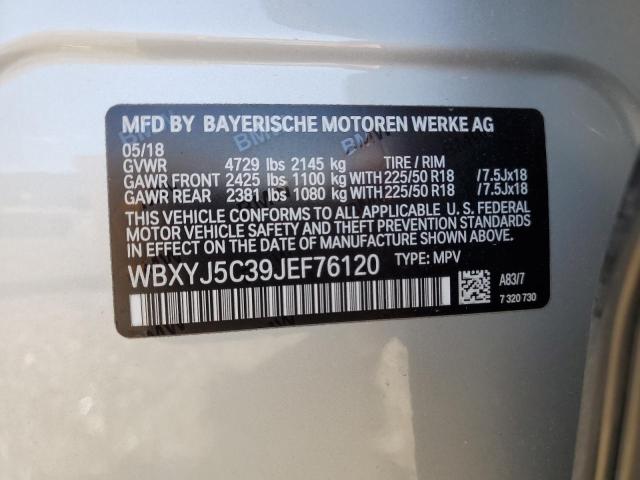 MFD BY BAYERISCHE MOTOREN WERKE AG
05/18
GVWR 4729 lbs 2145 kg TIRE / RIM
GAWR FRONT 2425 lbs 1100 kg WITH 225/50 R18 /7.5Jx18
GAWR REAR 2381 lbs 1080 kg WITH 225/50 R18 /7.5Jx18
THIS VEHICLE CONFORMS TO ALL APPLICABLE U. S. FEDERAL
MOTOR VEHICLE SAFETY AND THEFT PREVENTION STANDARDS
IN EFFECT ON THE DATE OF MANUFACTURE SHOWN ABOVE.
WBXYJ5C39JEF76120 TYPE: MPV
A83/7
7 320 730